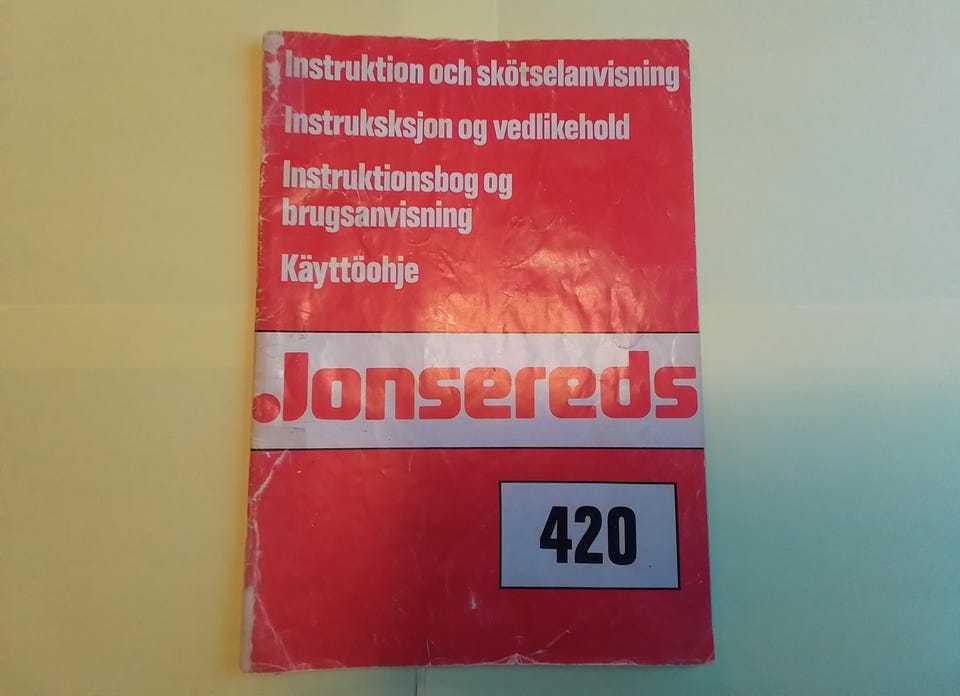 Instruktion och skötselanvisning
Instruksksjon og vedlikehold
Instruktionsbog og
brugsanvisning
Käyttöohje
Jonsereds
420